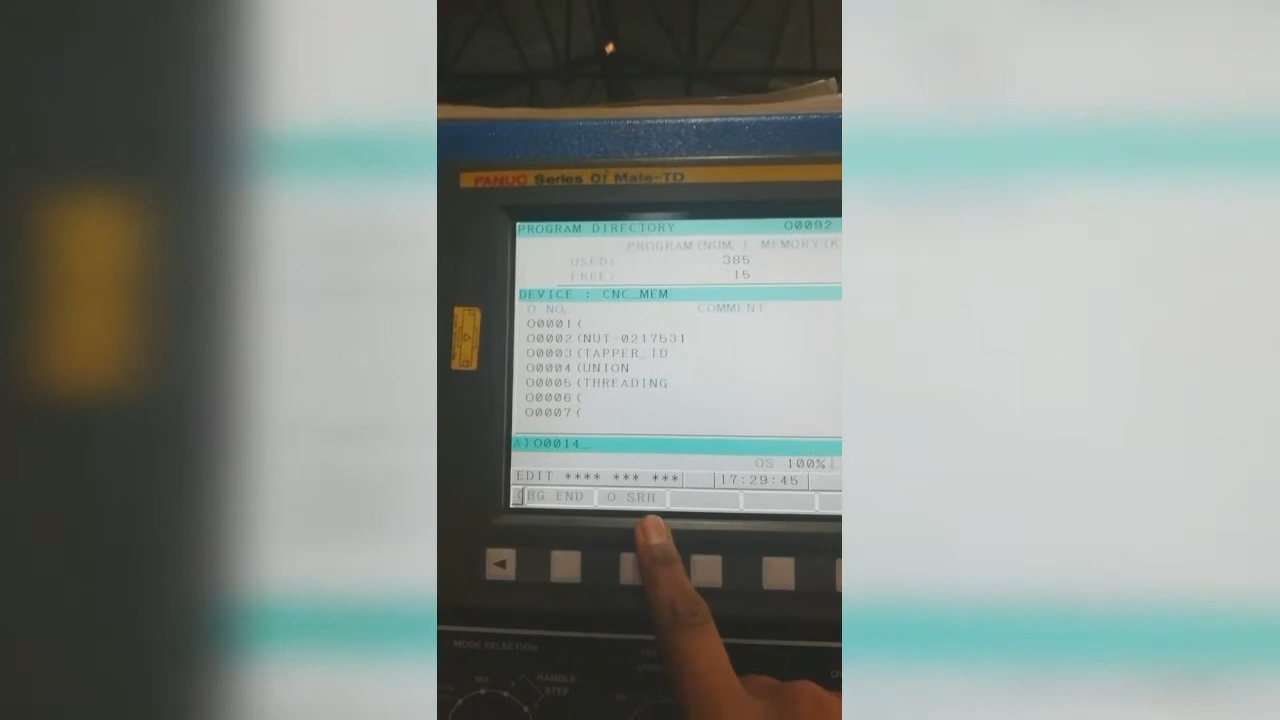 FANUC Series 0i Mate-TD
PROGRAM DIRECTORY O0092
PROGRAM(NUM.) MEMORY(K
USED: 385
FREE: 15
DEVICE : CNC_MEM
O NO. COMMENT
O0001(
O0002(NUT-0217531
O0003(TAPPER_ID
O0004(UNION
O0005(THREADING
O0006(
O0007(
A)O0014_
OS 100%
EDIT **** *** *** 17:29:45
BG END O SRH
MODE SELECTION
HANDLE
STEP